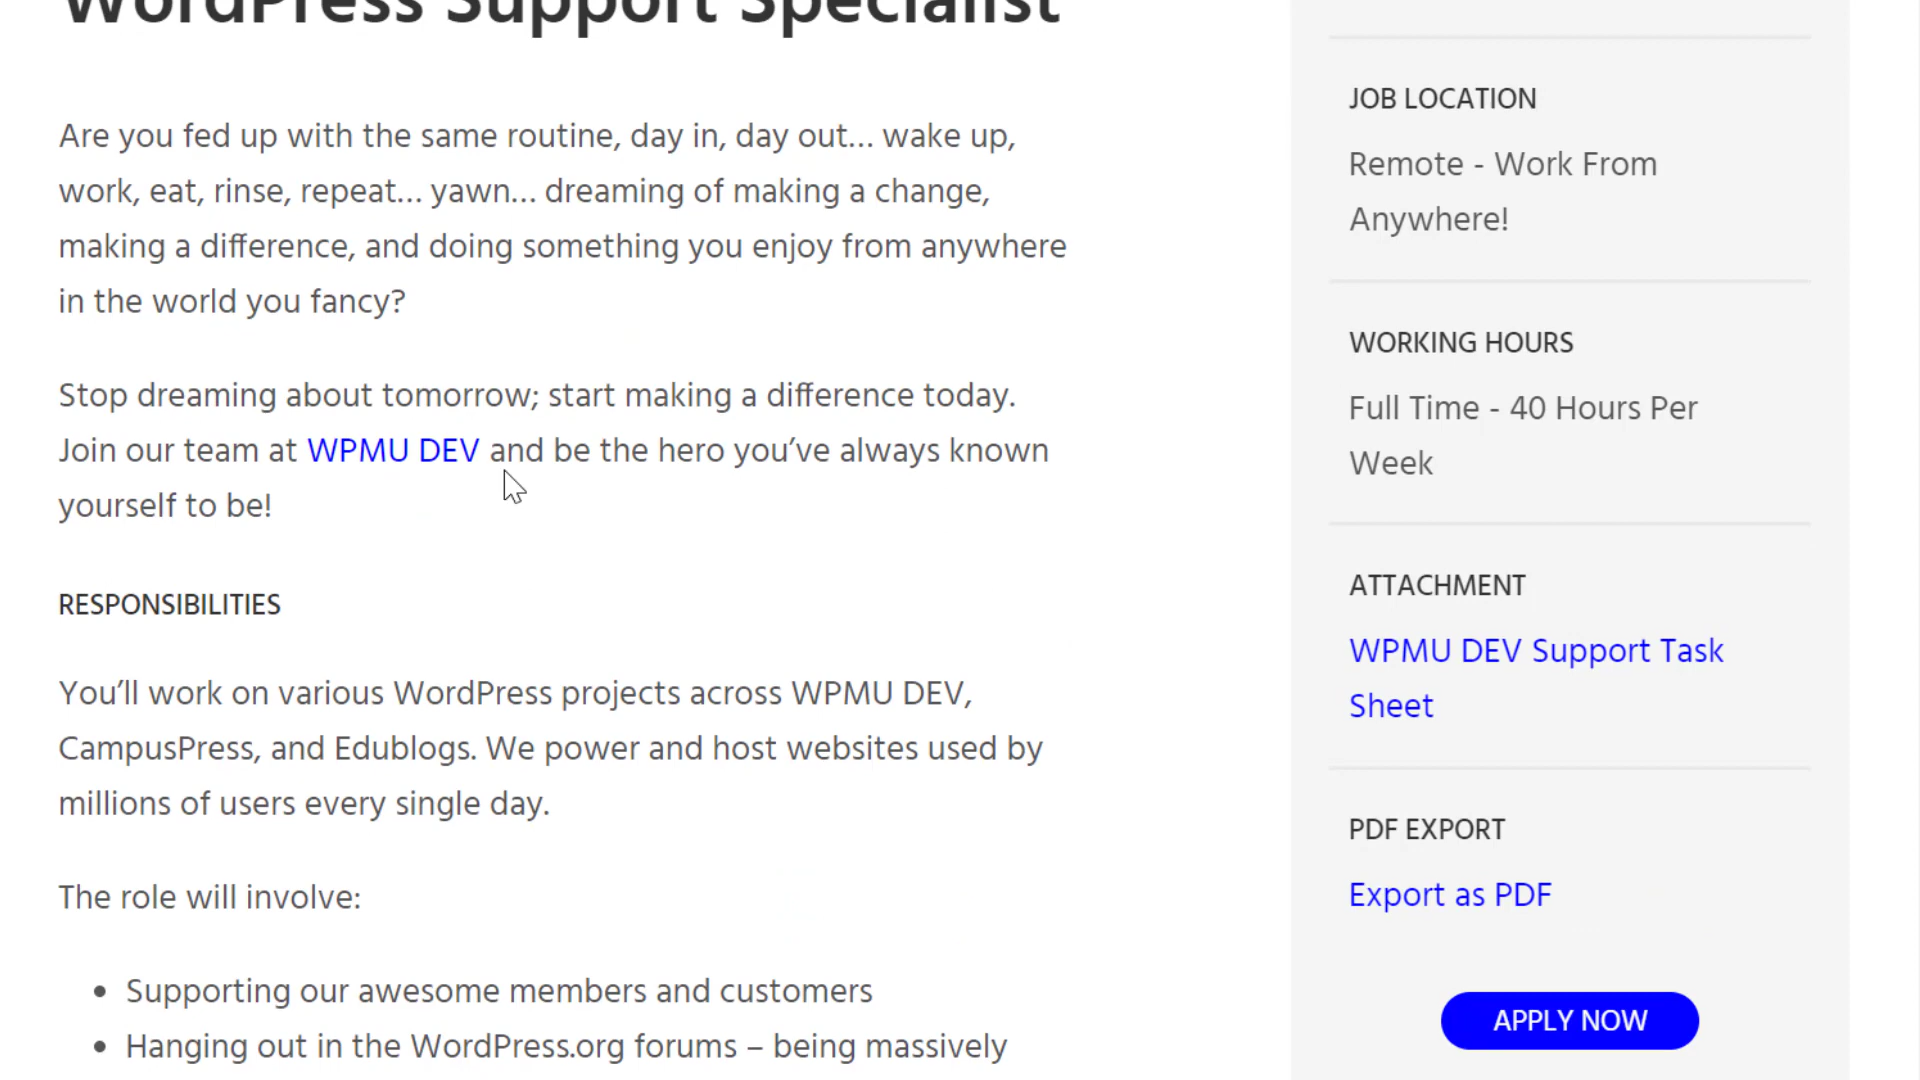 WordPress Support Specialist
Are you fed up with the same routine, day in, day out… wake up,
work, eat, rinse, repeat… yawn… dreaming of making a change,
making a difference, and doing something you enjoy from anywhere
in the world you fancy?
Stop dreaming about tomorrow; start making a difference today.
Join our team at WPMU DEV and be the hero you’ve always known
yourself to be!
RESPONSIBILITIES
You’ll work on various WordPress projects across WPMU DEV,
CampusPress, and Edublogs. We power and host websites used by
millions of users every single day.
The role will involve:
• Supporting our awesome members and customers
• Hanging out in the WordPress.org forums – being massively
JOB LOCATION
Remote - Work From
Anywhere!
WORKING HOURS
Full Time - 40 Hours Per
Week
ATTACHMENT
WPMU DEV Support Task
Sheet
PDF EXPORT
Export as PDF
APPLY NOW